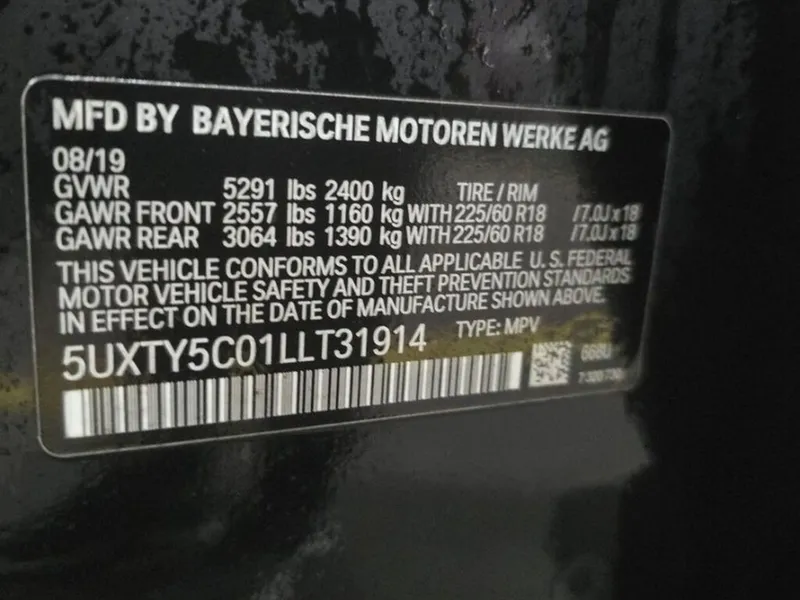 MFD BY BAYERISCHE MOTOREN WERKE AG
08/19
GVWR 5291 lbs 2400 kg TIRE / RIM
GAWR FRONT 2557 lbs 1160 kg WITH 225/60 R18 /7.0J x 18
GAWR REAR 3064 lbs 1390 kg WITH 225/60 R18 /7.0J x 18
THIS VEHICLE CONFORMS TO ALL APPLICABLE U. S. FEDERAL
MOTOR VEHICLE SAFETY AND THEFT PREVENTION STANDARDS
IN EFFECT ON THE DATE OF MANUFACTURE SHOWN ABOVE.
5UXTY5C01LLT31914 TYPE: MPV